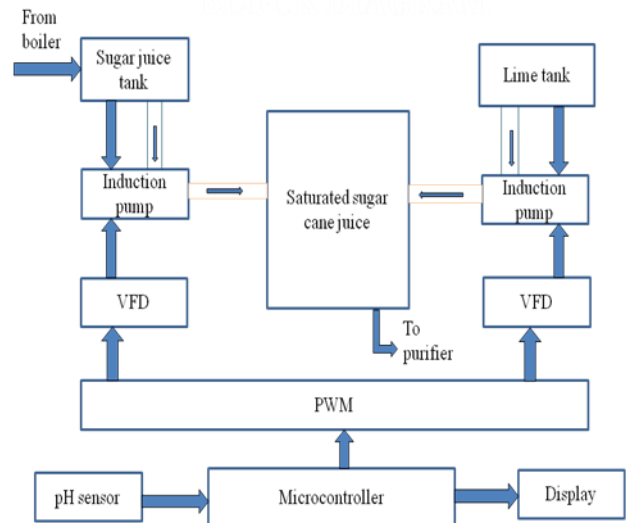 From
boiler
Sugar juice
tank
Lime tank
Induction
pump
Saturated sugar
cane juice
Induction
pump
VFD
VFD
To
purifier
PWM
pH sensor
Microcontroller
Display